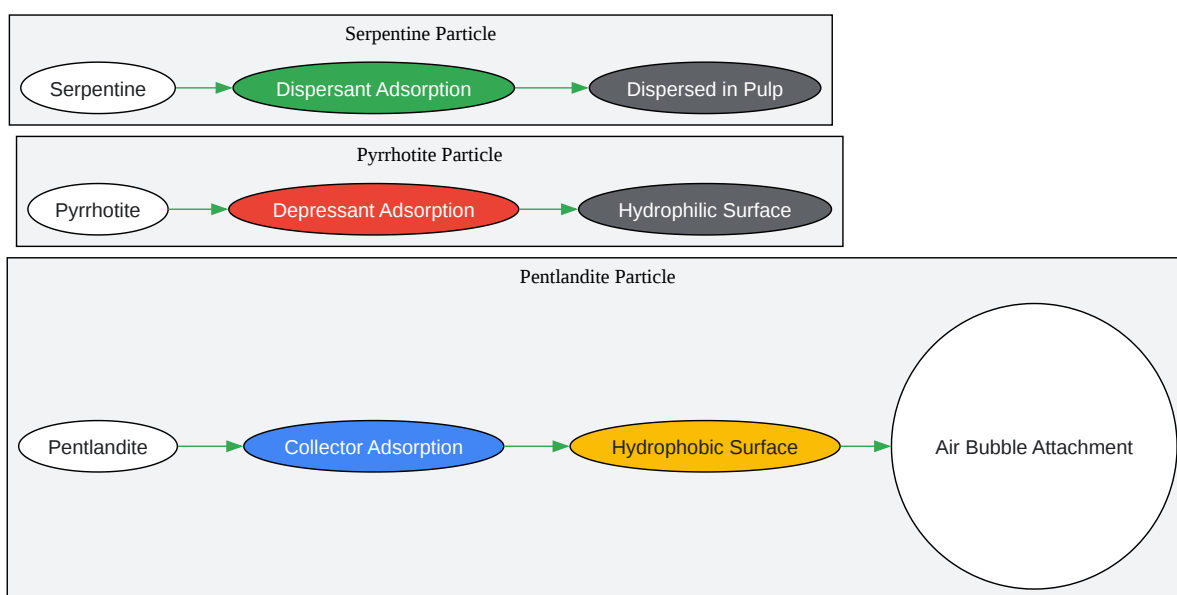 Serpentine Particle
Serpentine
Dispersant Adsorption
Dispersed in Pulp
Pyrrhotite Particle
Pyrrhotite
Depressant Adsorption
Hydrophilic Surface
Pentlandite Particle
Pentlandite
Collector Adsorption
Hydrophobic Surface
Air Bubble Attachment